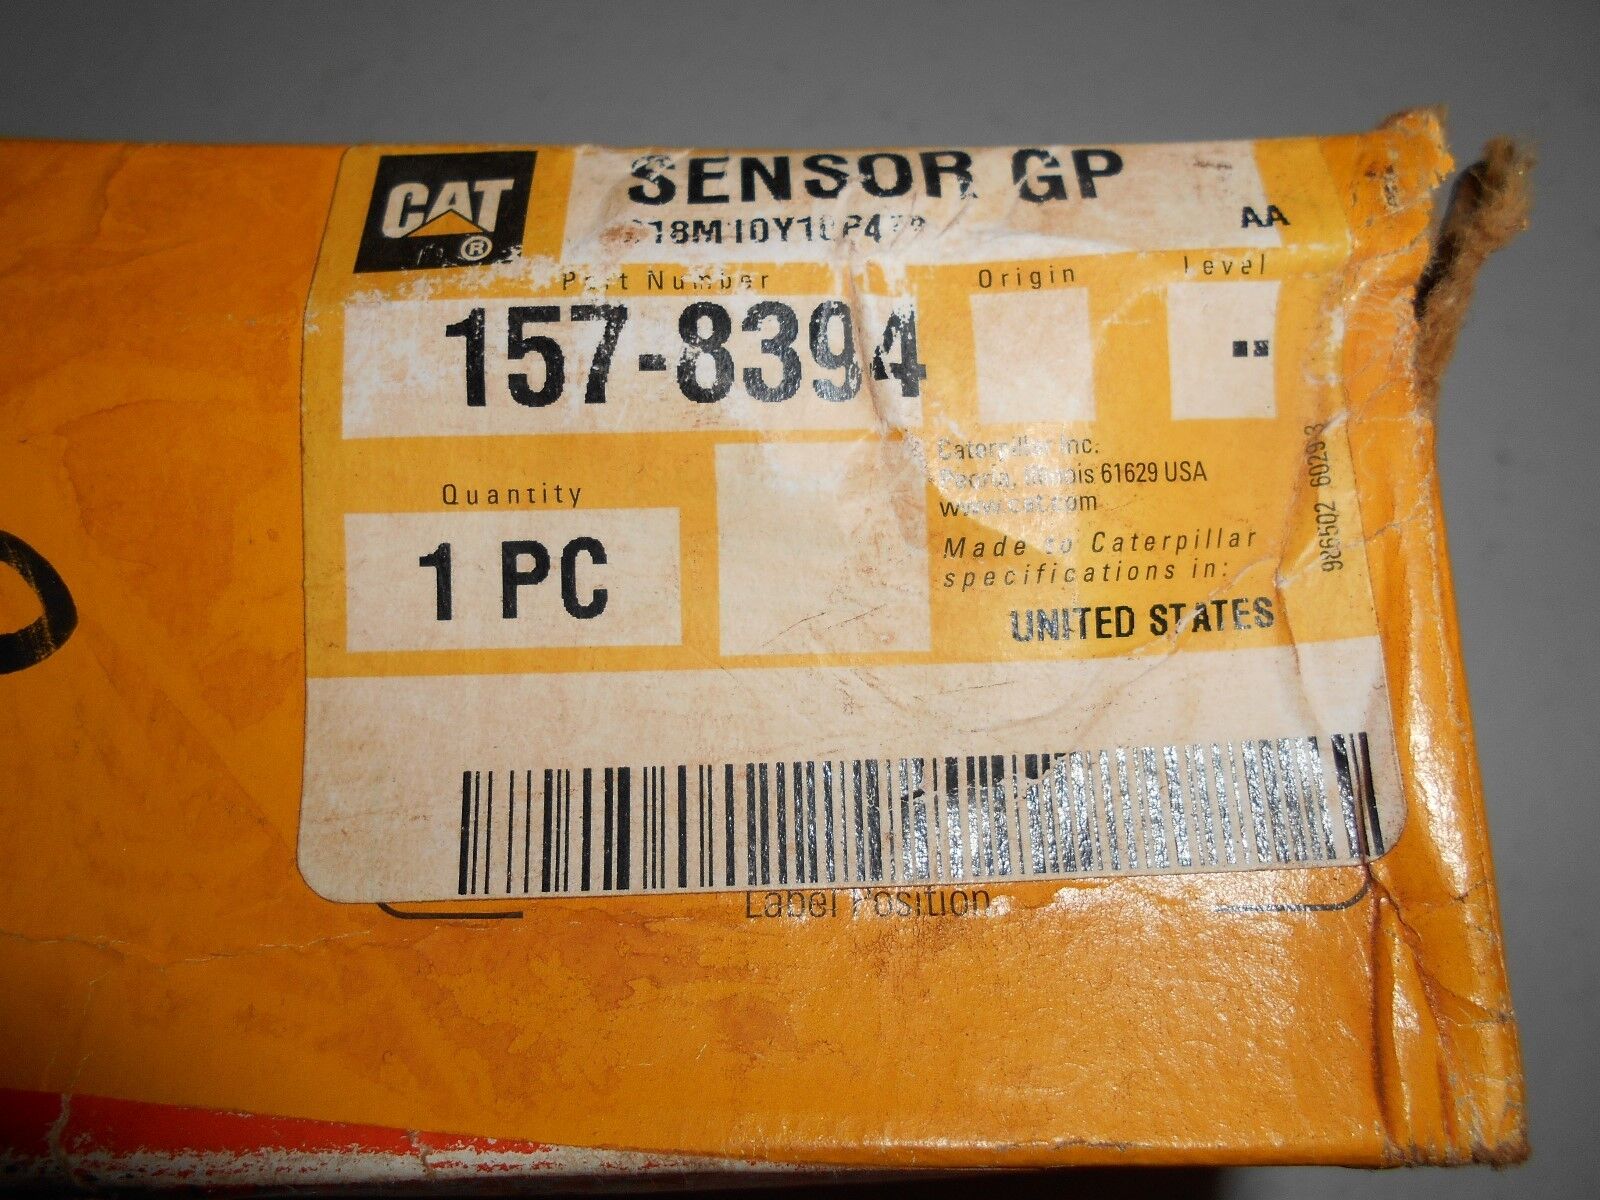 CAT ®
SENSOR GP
AA
Part Number
Origin
Level
157-8394
Quantity
1 PC
Caterpillar Inc.
Peoria, Illinois 61629 USA
www.cat.com
Made to Caterpillar
specifications in:
UNITED STATES
Label Position